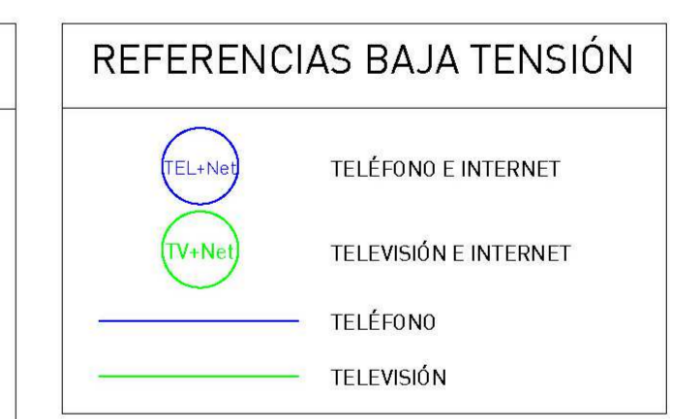 REFERENCIAS BAJA TENSIÓN
TEL+Net TELÉFONO E INTERNET
TV+Net TELEVISIÓN E INTERNET
TELÉFONO
TELEVISIÓN